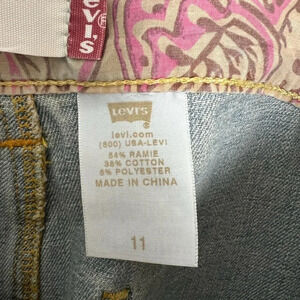 LEVI'S
®
Levi's
levi.com
(800) USA-LEVI
54% RAMIE
38% COTTON
8% POLYESTER
MADE IN CHINA
11